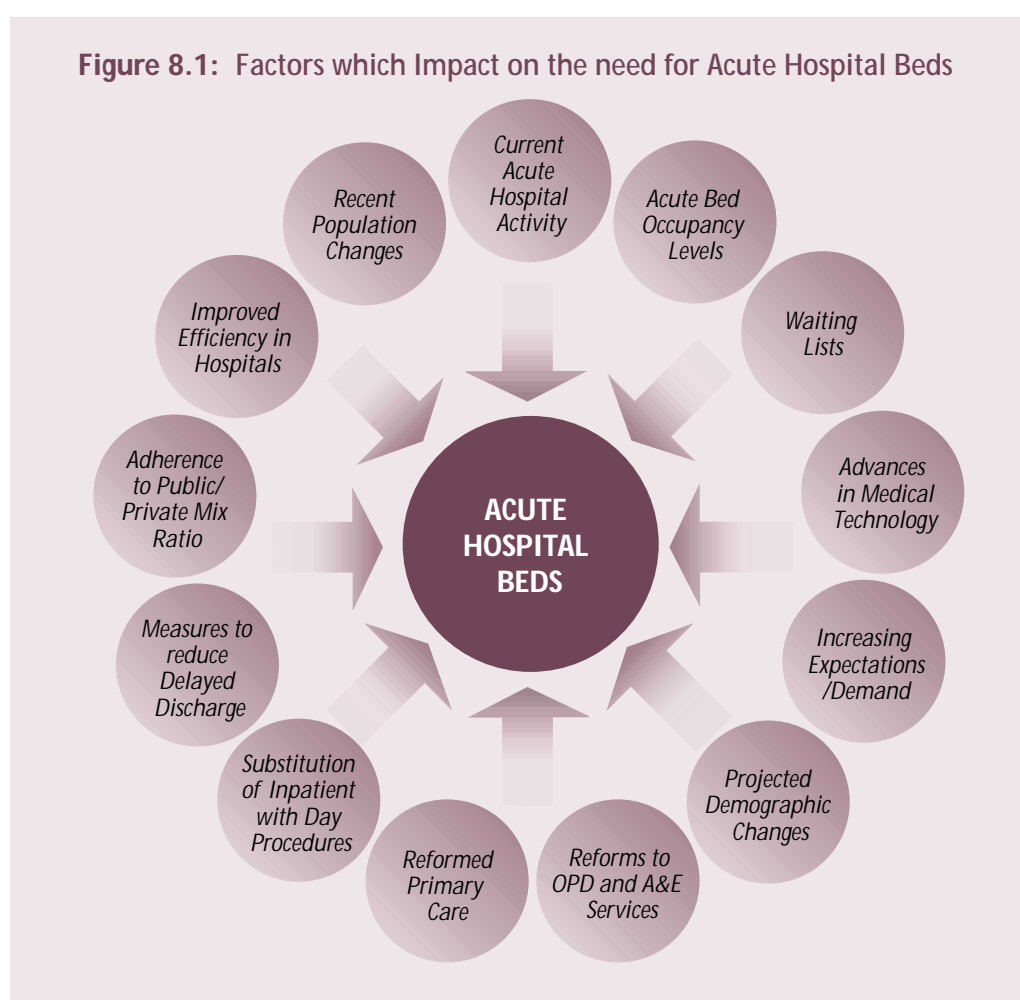 Figure 8.1: Factors which Impact on the need for Acute Hospital Beds
Current
Acute
Hospital
Activity
Acute Bed
Occupancy
Levels
Waiting
Lists
Advances
in Medical
Technology
Increasing
Expectations
/Demand
Projected
Demographic
Changes
Reforms to
OPD and A&E
Services
Reformed
Primary
Care
Substitution
of Inpatient
with Day
Procedures
Measures to
reduce
Delayed
Discharge
Adherence
to Public/
Private Mix
Ratio
Improved
Efficiency in
Hospitals
Recent
Population
Changes
ACUTE
HOSPITAL
BEDS